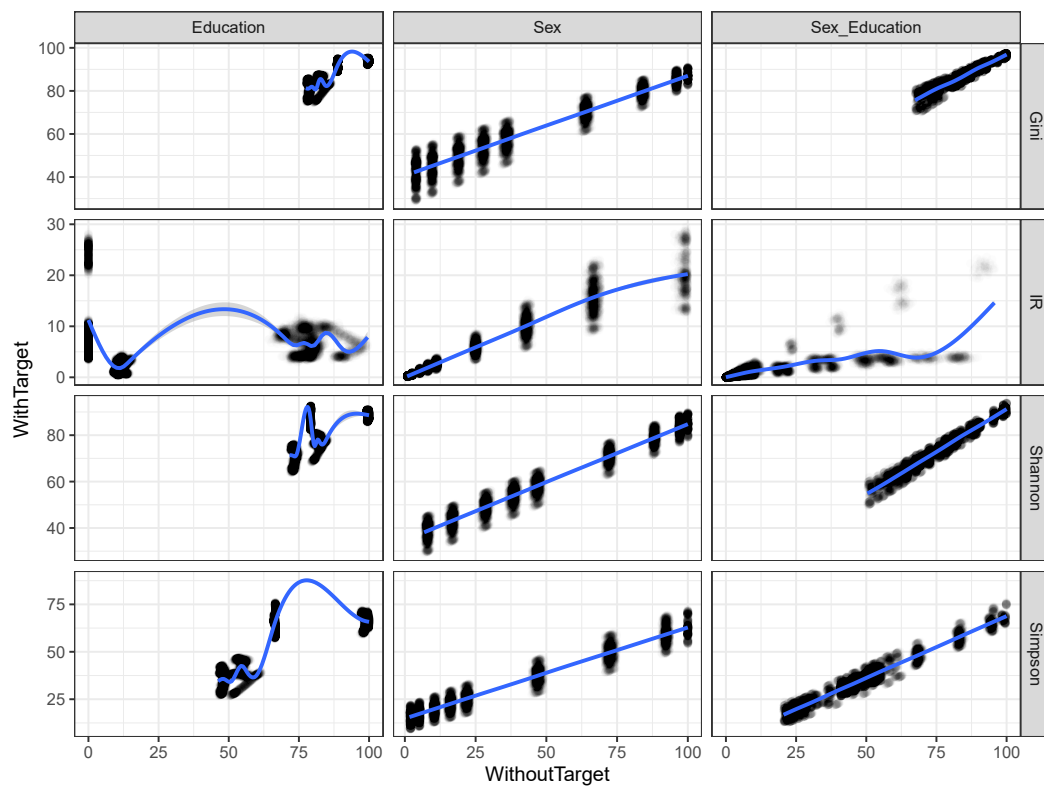 Education Sex Sex_Education
100
80
60
40
Gini
30
20
10
0
IR
80
60
40
Shannon
75
50
25
Simpson
0 25 50 75 100 0 25 50 75 100 0 25 50 75 100
WithTarget
WithoutTarget